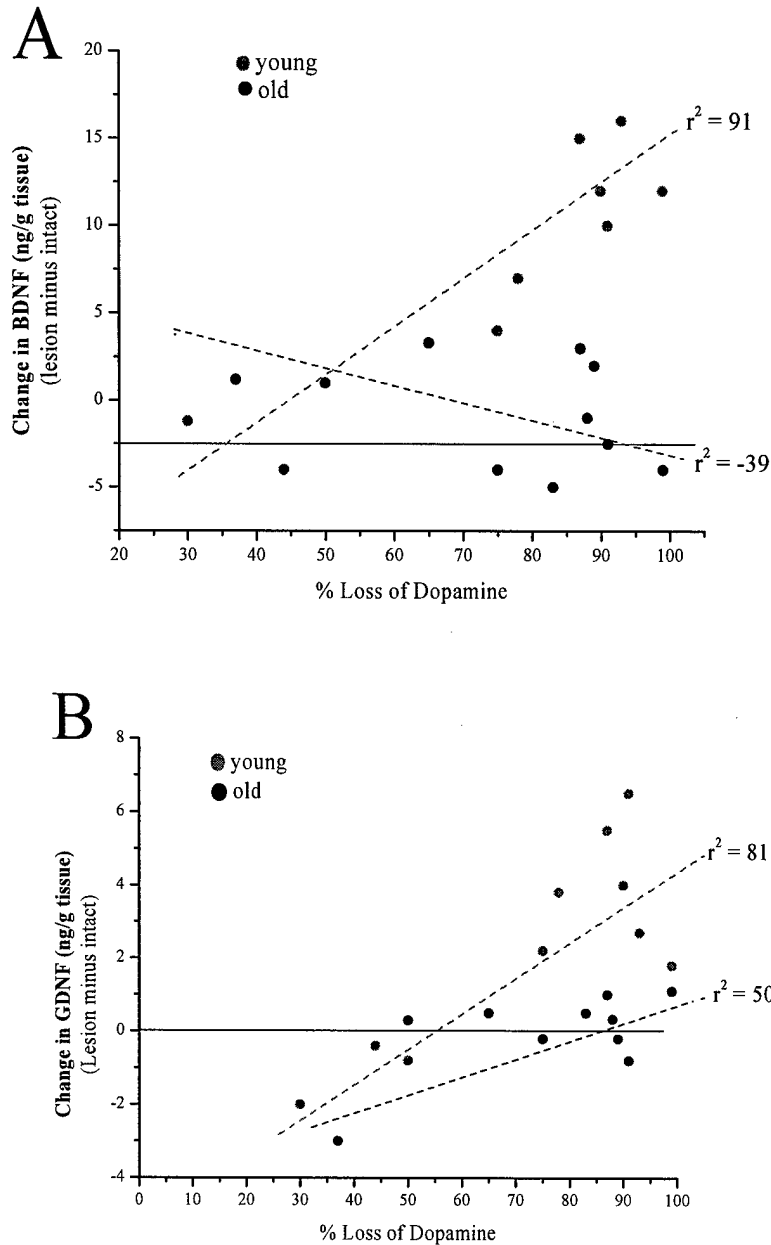 A
young
old
r² = 91
r² = -39
Change in BDNF (ng/g tissue)
(lesion minus intact)
20
15
10
5
0
-5
20 30 40 50 60 70 80 90 100
% Loss of Dopamine
B
young
old
r² = 81
r² = 50
Change in GDNF (ng/g tissue)
(Lesion minus intact)
8
6
4
2
0
-2
-4
0 10 20 30 40 50 60 70 80 90 100
% Loss of Dopamine